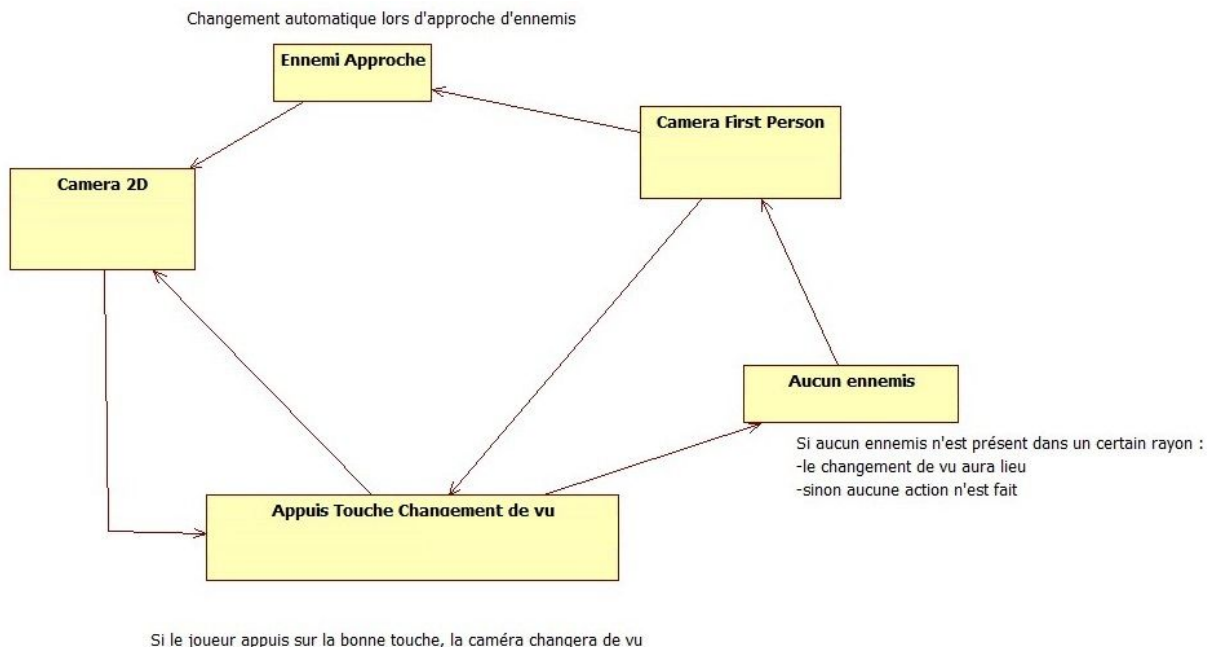 Changement automatique lors d'approche d'ennemis
Ennemi Approche
Camera First Person
Camera 2D
Aucun ennemis
Si aucun ennemis n'est présent dans un certain rayon :
-le changement de vu aura lieu
-sinon aucune action n'est fait
Appuis Touche Changement de vu
Si le joueur appuis sur la bonne touche, la caméra changera de vu